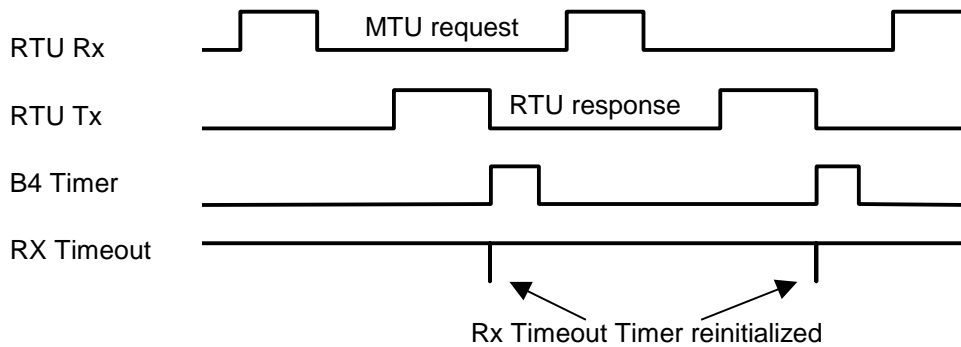 MTU request
RTU Rx
RTU Tx
RTU response
B4 Timer
RX Timeout
Rx Timeout Timer reinitialized